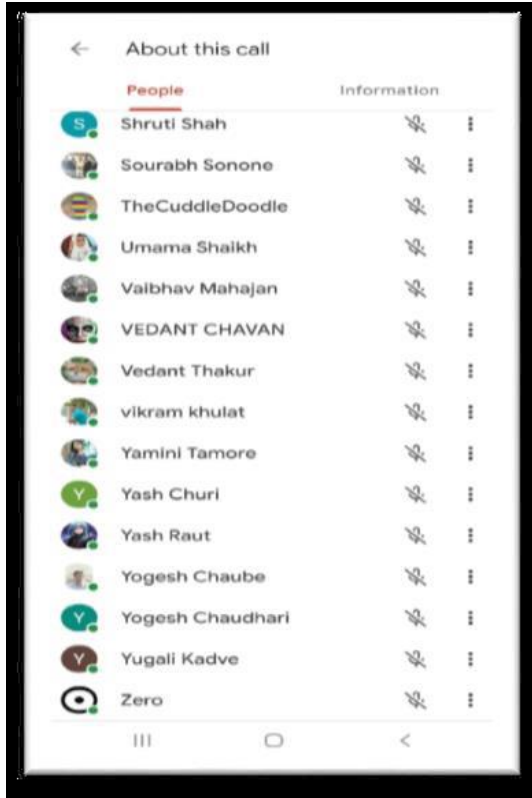 About this call
People Information
S Shruti Shah
Sourabh Sonone
TheCuddleDoodle
Umama Shaikh
Vaibhav Mahajan
VEDANT CHAVAN
Vedant Thakur
vikram khulat
Yamini Tamore
Y Yash Churi
Yash Raut
Yogesh Chaube
Y Yogesh Chaudhari
Y Yugali Kadve
Zero